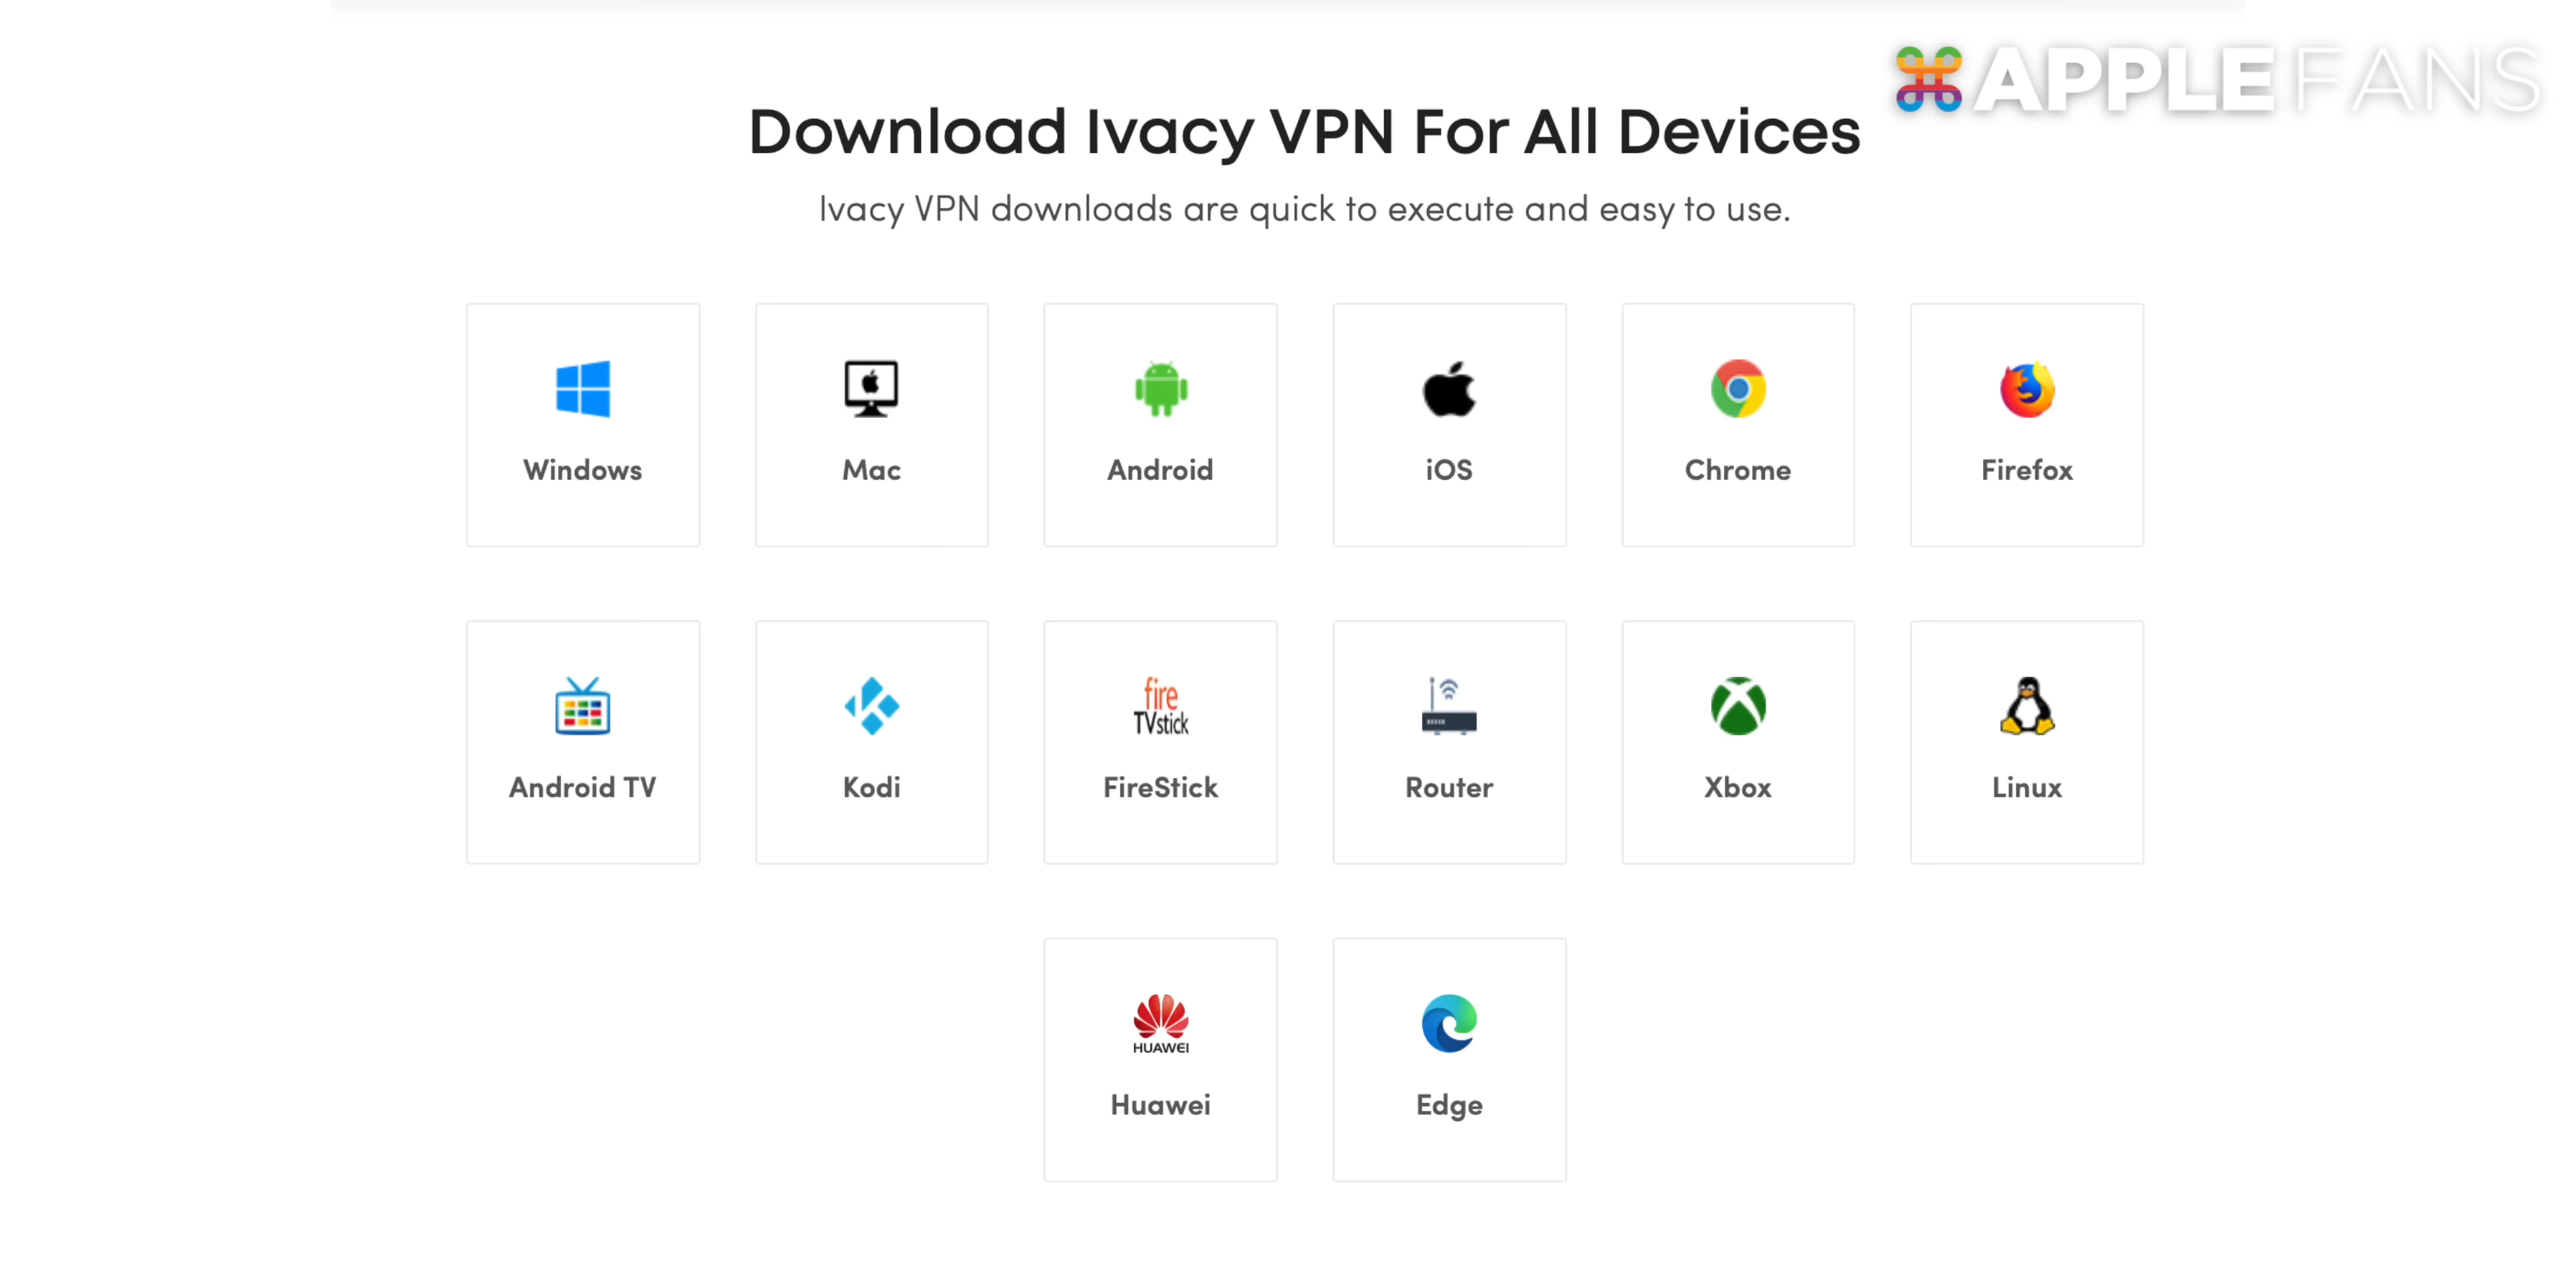 APPLEFANS
Download Ivacy VPN For All Devices
Ivacy VPN downloads are quick to execute and easy to use.
Windows
Mac
Android
iOS
Chrome
Firefox
fire
TVstick
Android TV
Kodi
FireStick
Router
Xbox
Linux
HUAWEI
Huawei
Edge